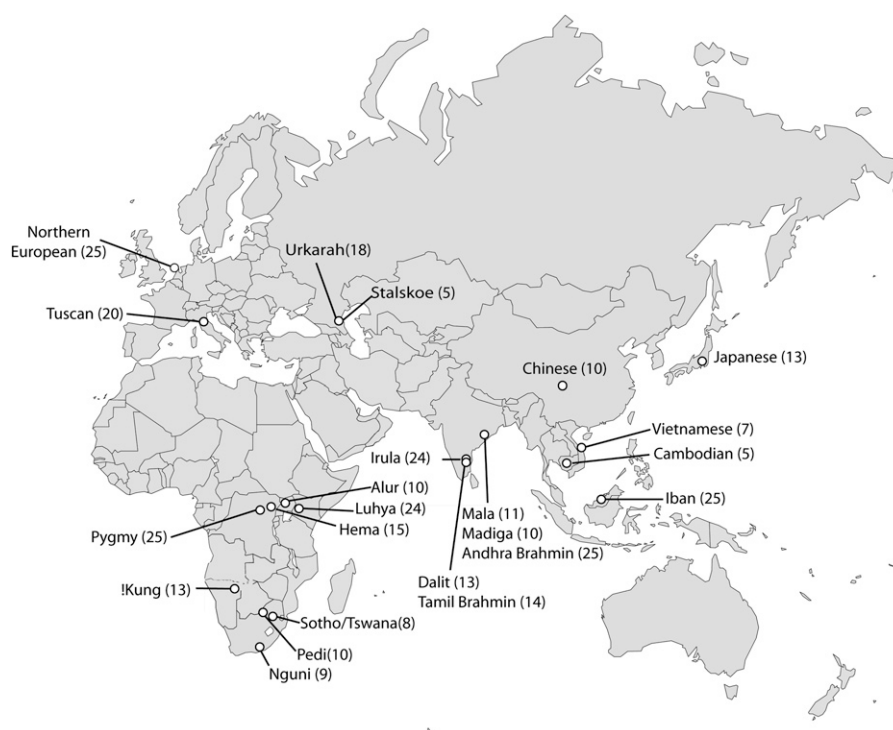 Northern
European (25)
Urkarah(18)
Stalskoe (5)
Tuscan (20)
Chinese (10)
Japanese (13)
Vietnamese (7)
Cambodian (5)
Irula (24)
Alur (10)
Iban (25)
Luhya (24)
Mala (11)
Hema (15)
Madiga (10)
Pygmy (25)
Andhra Brahmin (25)
Dalit (13)
!Kung (13)
Tamil Brahmin (14)
Sotho/Tswana(8)
Pedi(10)
Nguni (9)